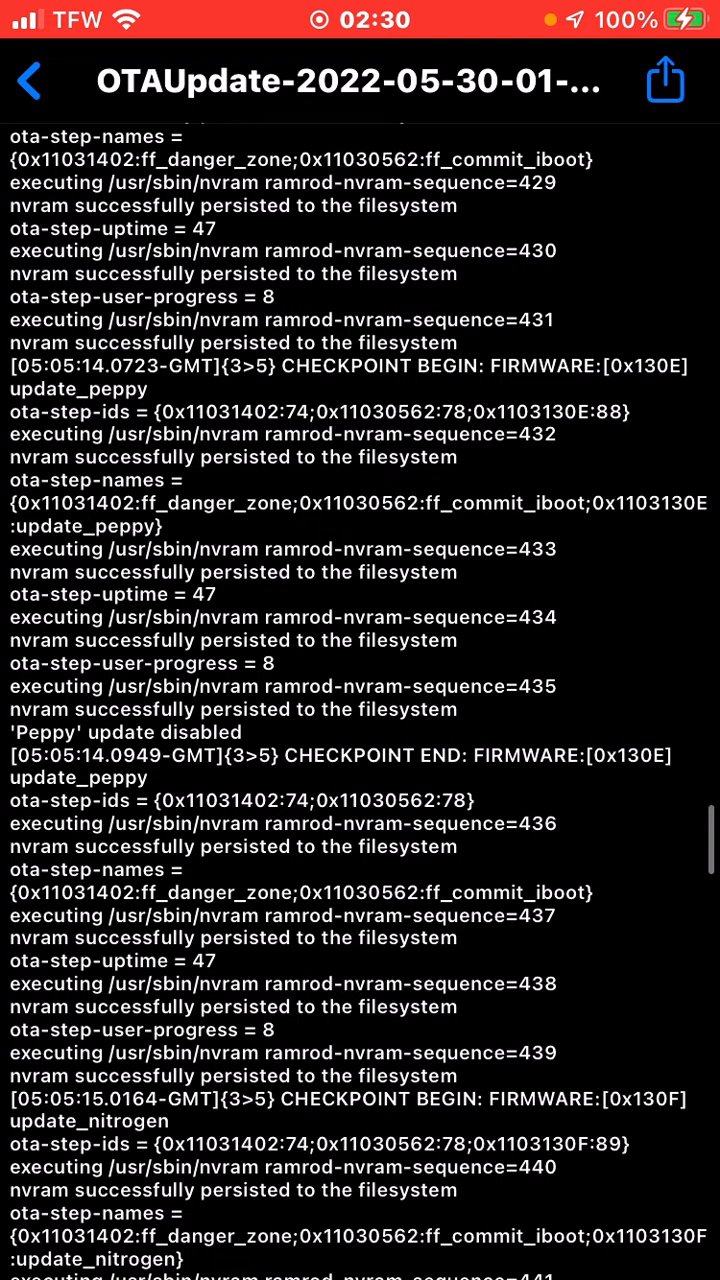 TFW 02:30 100%
OTAUpdate-2022-05-30-01-...
ota-step-names =
{0x11031402:ff_danger_zone;0x11030562:ff_commit_iboot}
executing /usr/sbin/nvram ramrod-nvram-sequence=429
nvram successfully persisted to the filesystem
ota-step-uptime = 47
executing /usr/sbin/nvram ramrod-nvram-sequence=430
nvram successfully persisted to the filesystem
ota-step-user-progress = 8
executing /usr/sbin/nvram ramrod-nvram-sequence=431
nvram successfully persisted to the filesystem
[05:05:14.0723-GMT]{3>5} CHECKPOINT BEGIN: FIRMWARE:[0x130E]
update_peppy
ota-step-ids = {0x11031402:74;0x11030562:78;0x1103130E:88}
executing /usr/sbin/nvram ramrod-nvram-sequence=432
nvram successfully persisted to the filesystem
ota-step-names =
{0x11031402:ff_danger_zone;0x11030562:ff_commit_iboot;0x1103130E
:update_peppy}
executing /usr/sbin/nvram ramrod-nvram-sequence=433
nvram successfully persisted to the filesystem
ota-step-uptime = 47
executing /usr/sbin/nvram ramrod-nvram-sequence=434
nvram successfully persisted to the filesystem
ota-step-user-progress = 8
executing /usr/sbin/nvram ramrod-nvram-sequence=435
nvram successfully persisted to the filesystem
'Peppy' update disabled
[05:05:14.0949-GMT]{3>5} CHECKPOINT END: FIRMWARE:[0x130E]
update_peppy
ota-step-ids = {0x11031402:74;0x11030562:78}
executing /usr/sbin/nvram ramrod-nvram-sequence=436
nvram successfully persisted to the filesystem
ota-step-names =
{0x11031402:ff_danger_zone;0x11030562:ff_commit_iboot}
executing /usr/sbin/nvram ramrod-nvram-sequence=437
nvram successfully persisted to the filesystem
ota-step-uptime = 47
executing /usr/sbin/nvram ramrod-nvram-sequence=438
nvram successfully persisted to the filesystem
ota-step-user-progress = 8
executing /usr/sbin/nvram ramrod-nvram-sequence=439
nvram successfully persisted to the filesystem
[05:05:15.0164-GMT]{3>5} CHECKPOINT BEGIN: FIRMWARE:[0x130F]
update_nitrogen
ota-step-ids = {0x11031402:74;0x11030562:78;0x1103130F:89}
executing /usr/sbin/nvram ramrod-nvram-sequence=440
nvram successfully persisted to the filesystem
ota-step-names =
{0x11031402:ff_danger_zone;0x11030562:ff_commit_iboot;0x1103130F
:update_nitrogen}
executing /usr/sbin/nvram ramrod-nvram-sequence=441